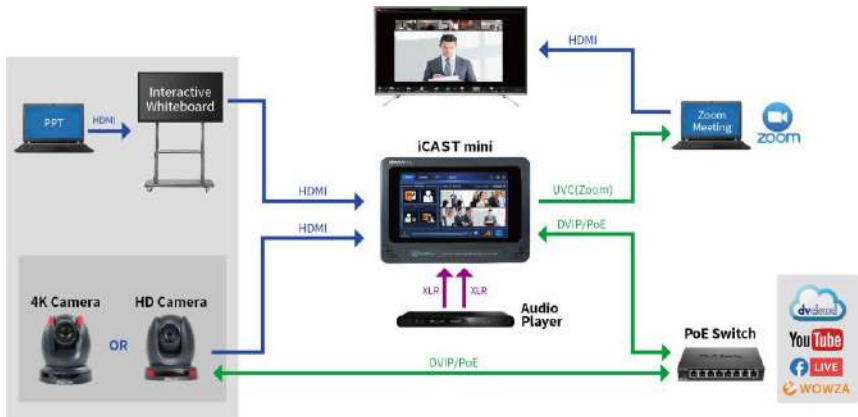 HDMI
Interactive
Whiteboard
PPT
HDMI
Zoom
Meeting
zoom
iCAST mini
HDMI
UVC(Zoom)
HDMI
DVIP/PoE
4K Camera
HD Camera
OR
XLR
XLR
Audio
Player
PoE Switch
DVIP/PoE
dvcloud
YouTube
LIVE
WOWZA